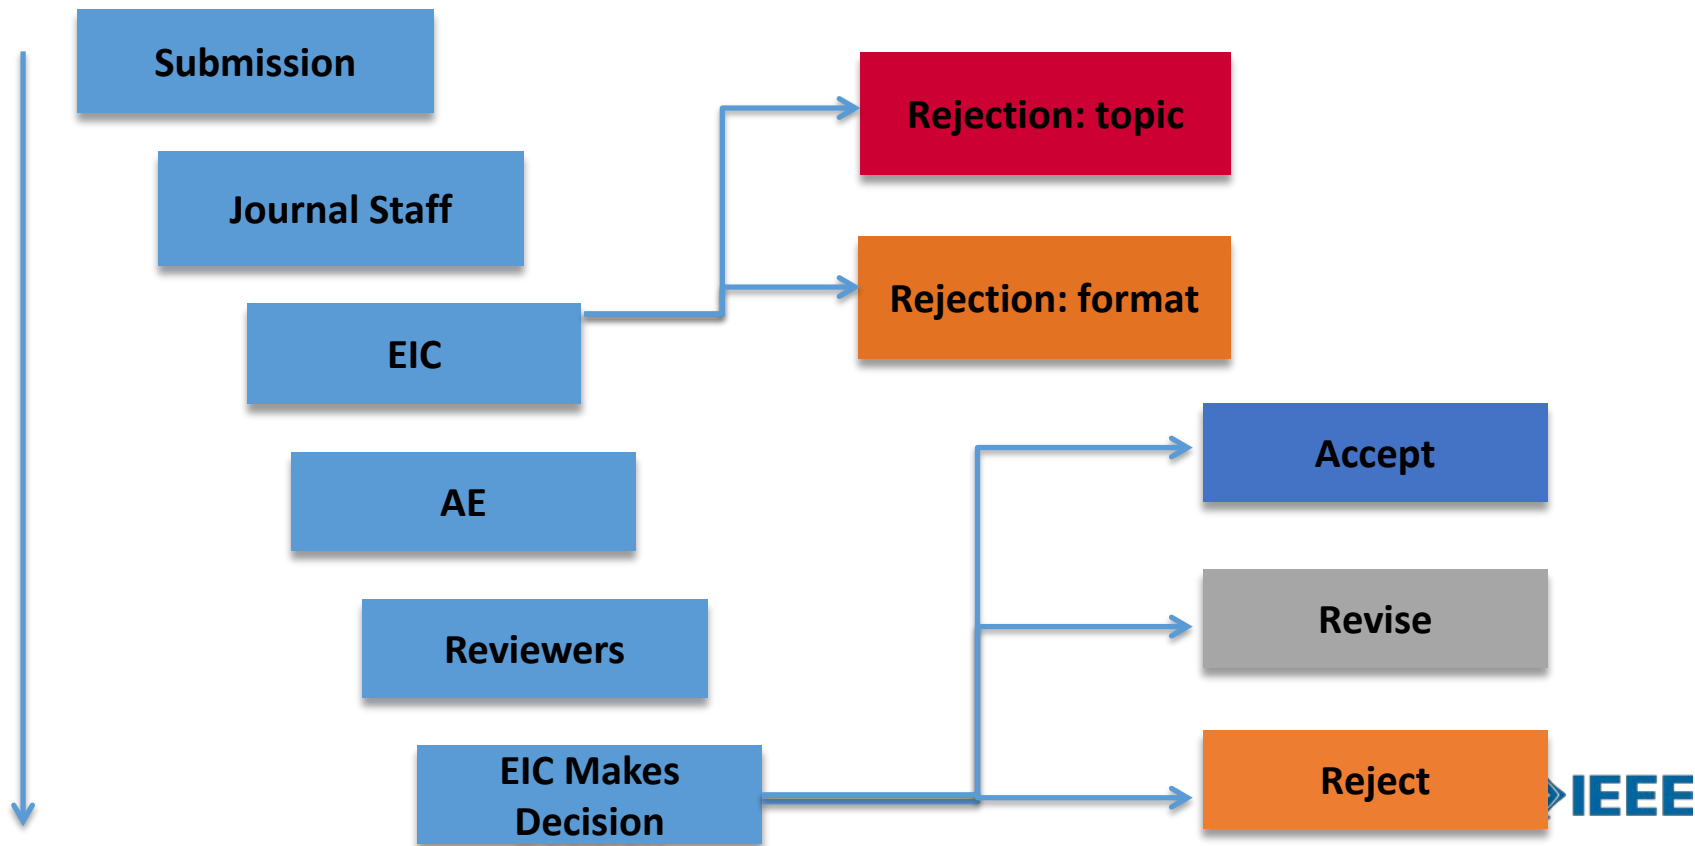 Submission
Rejection: topic
Journal Staff
Rejection: format
EIC
Accept
AE
Revise
Reviewers
EIC Makes
Decision
Reject
IEEE